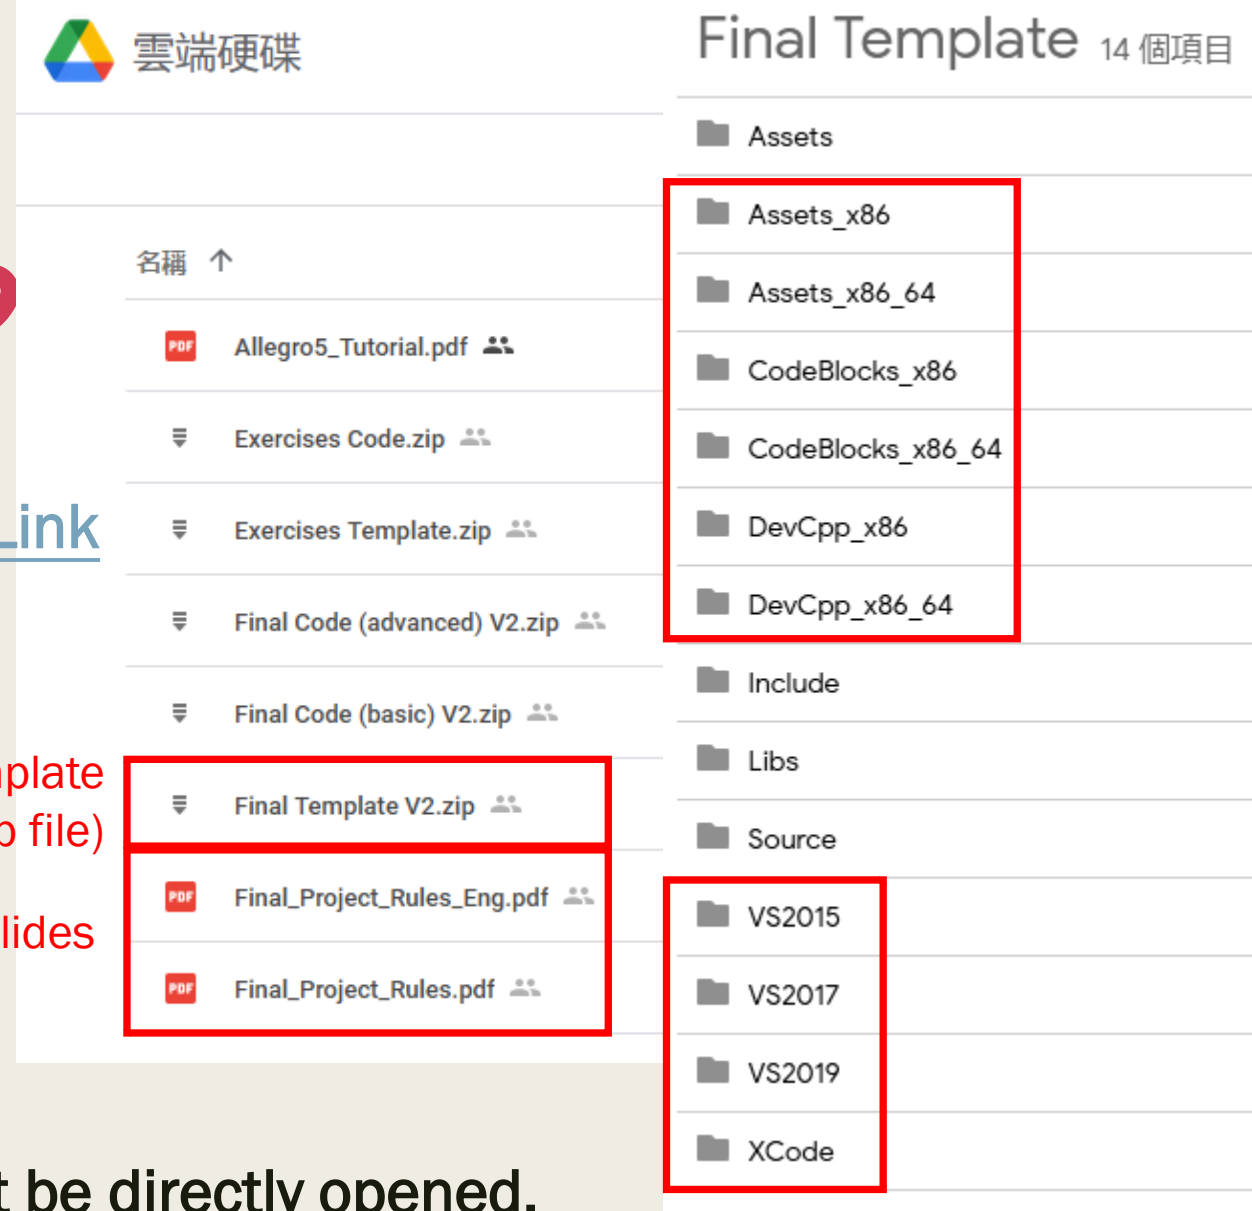 雲端硬碟
名稱 ↑
PDF Allegro5_Tutorial.pdf
Exercises Code.zip
Link
Exercises Template.zip
Final Code (advanced) V2.zip
Final Code (basic) V2.zip
Final Template V2.zip
file)
PDF Final_Project_Rules_Eng.pdf
PDF Final_Project_Rules.pdf
be directly opened.
Final Template 14 個項目
Assets
Assets_x86
Assets_x86_64
CodeBlocks_x86
CodeBlocks_x86_64
DevCpp_x86
DevCpp_x86_64
Include
Libs
Source
VS2015
VS2017
VS2019
XCode